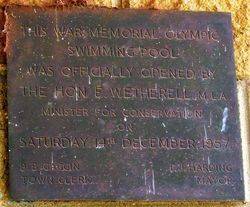 THIS WAR MEMORIAL OLYMPIC
SWIMMING POOL
WAS OFFICIALLY OPENED BY
THE HON E. WETHERELL M.L.A
MINISTER FOR CONSERVATION
ON
SATURDAY 14TH DECEMBER 1957
TOWN CLERK
HARDING
MAYOR